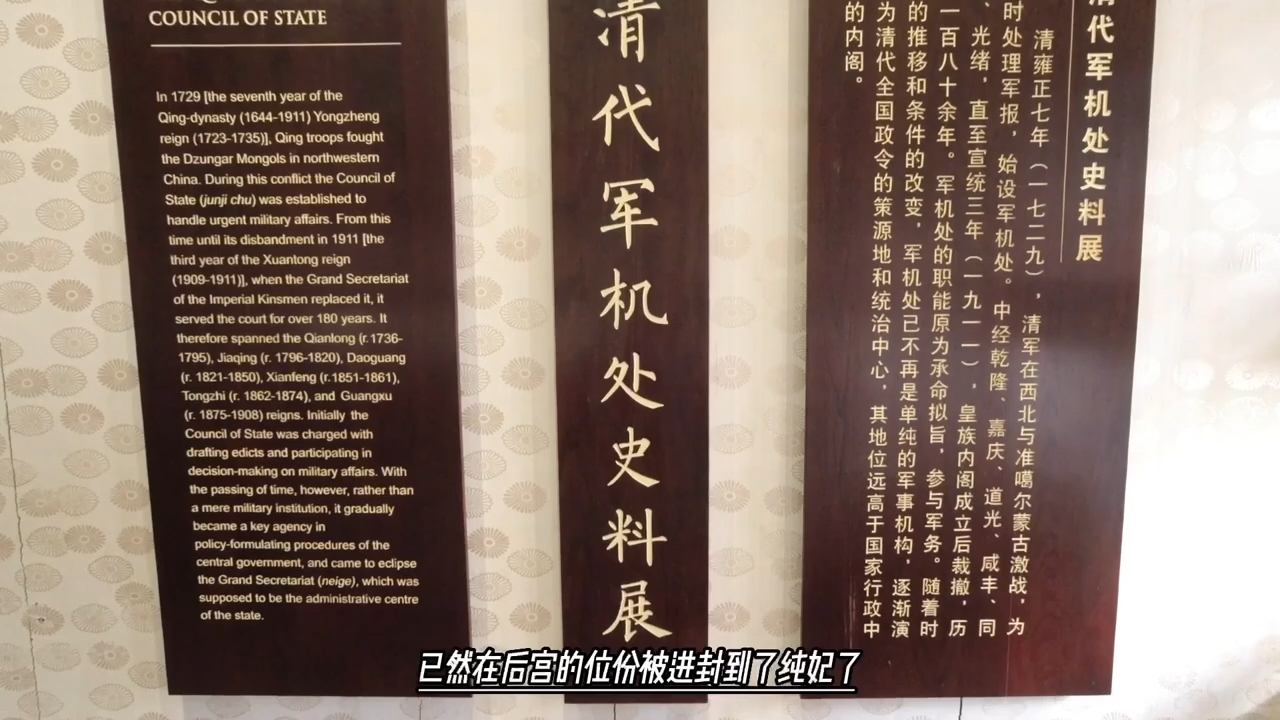 COUNCIL OF STATE
In 1729 [the seventh year of the
Qing-dynasty (1644-1911) Yongzheng
reign (1723-1735)], Qing troops fought
the Dzungar Mongols in northwestern
China. During this conflict the Council of
State (junji chu) was established to
handle urgent military affairs. From this
time until its disbandment in 1911 [the
third year of the Xuantong reign
(1909-1911)], when the Grand Secretariat
of the Imperial Kinsmen replaced it, it
served the court for over 180 years. It
therefore spanned the Qianlong (r. 1736-
1795), Jiaqing (r. 1796-1820), Daoguang
(r. 1821-1850), Xianfeng (r.1851-1861),
Tongzhi (r. 1862-1874), and Guangxu
(r. 1875-1908) reigns. Initially the
Council of State was charged with
drafting edicts and participating in
decision-making on military affairs. With
the passing of time, however, rather than
a mere military institution, it gradually
became a key agency in
policy-formulating procedures of the
central government, and came to eclipse
the Grand Secretariat (neige), which was
supposed to be the administrative centre
of the state.
清代军机处史料展
清代军机处史料展
清雍正七年（一七二九），清军在西北与准噶尔蒙古激战，为
时处理军报，始设军机处。中经乾隆、嘉庆、道光、咸丰、同
、光绪，直至宣统三年（一九一一），皇族内阁成立后裁撤，历
一百八十余年。军机处的职能原为承命拟旨，参与军务。随着时
的推移和条件的改变，军机处已不再是单纯的军事机构，逐渐演
为清代全国政令的策源地和统治中心，其地位远高于国家行政中
的内阁。
已然在后宫的位份被进封到了纯妃了